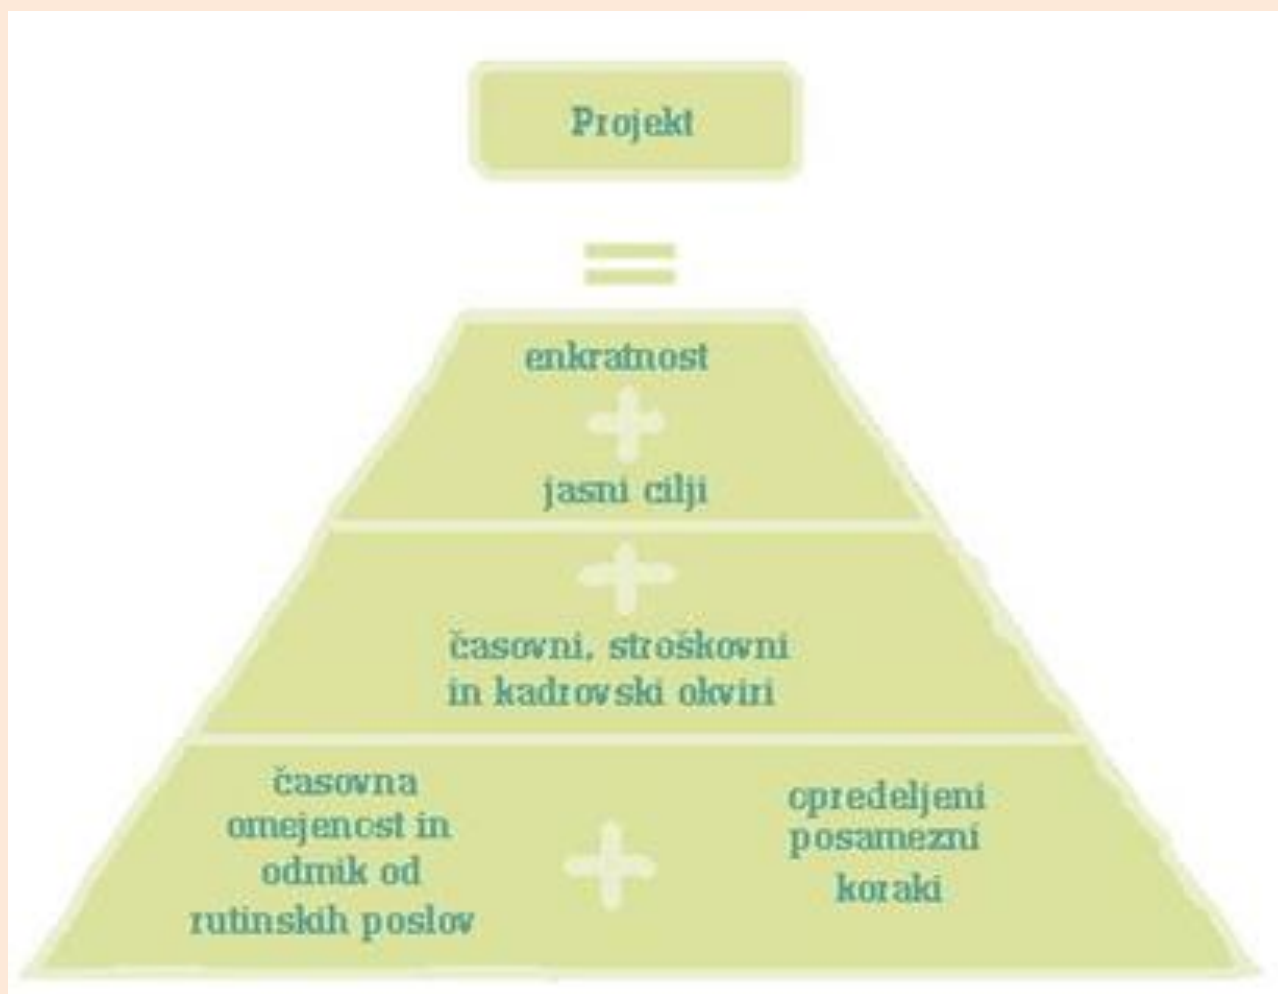 Projekt
=
enkratnost
+
jasni cilji
+
časovni, stroškovni
in kadrovski okviri
časovna
omejenost in
odmik od
rutinskih poslov
+
opredeljeni
posamezni
koraki